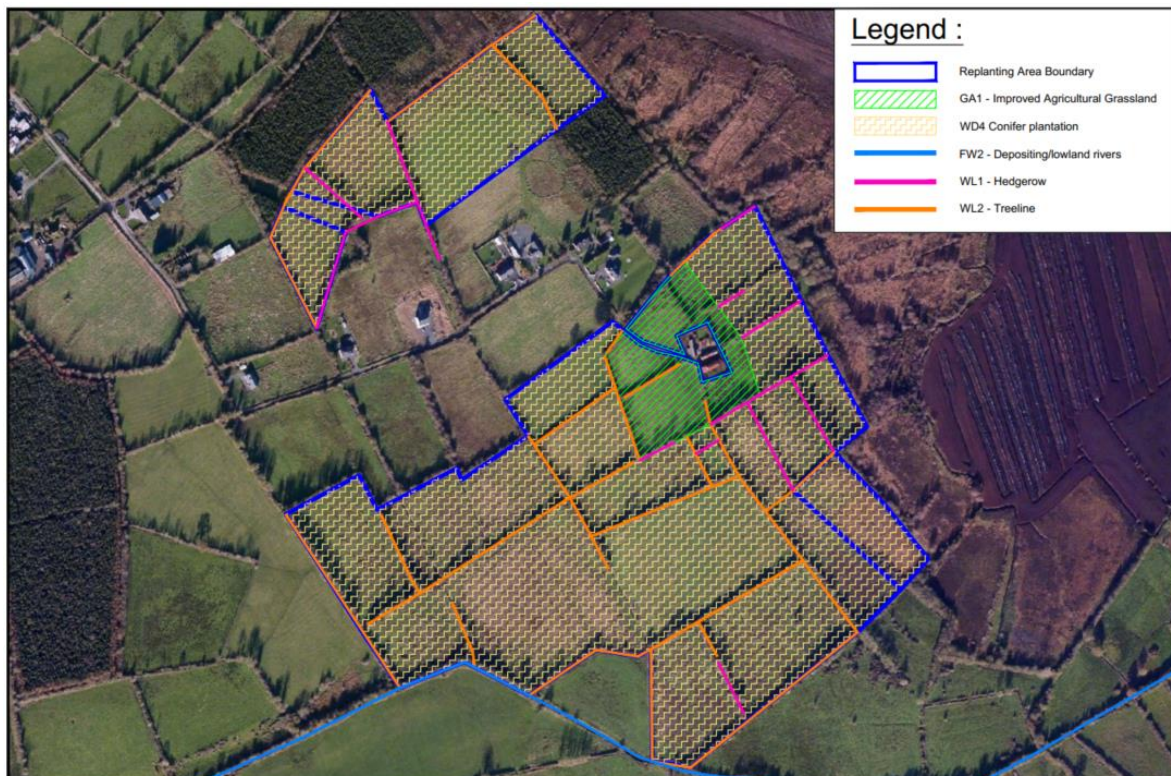 Legend :
Replanting Area Boundary
GA1 - Improved Agricultural Grassland
WD4 Conifer plantation
FW2 - Depositing/lowland rivers
WL1 - Hedgerow
WL2 - Treeline